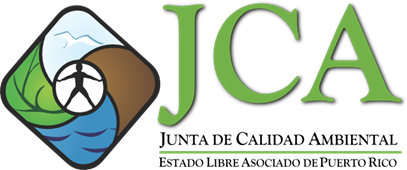 JCA
JUNTA DE CALIDAD AMBIENTAL
ESTADO LIBRE ASOCIADO DE PUERTO RICO